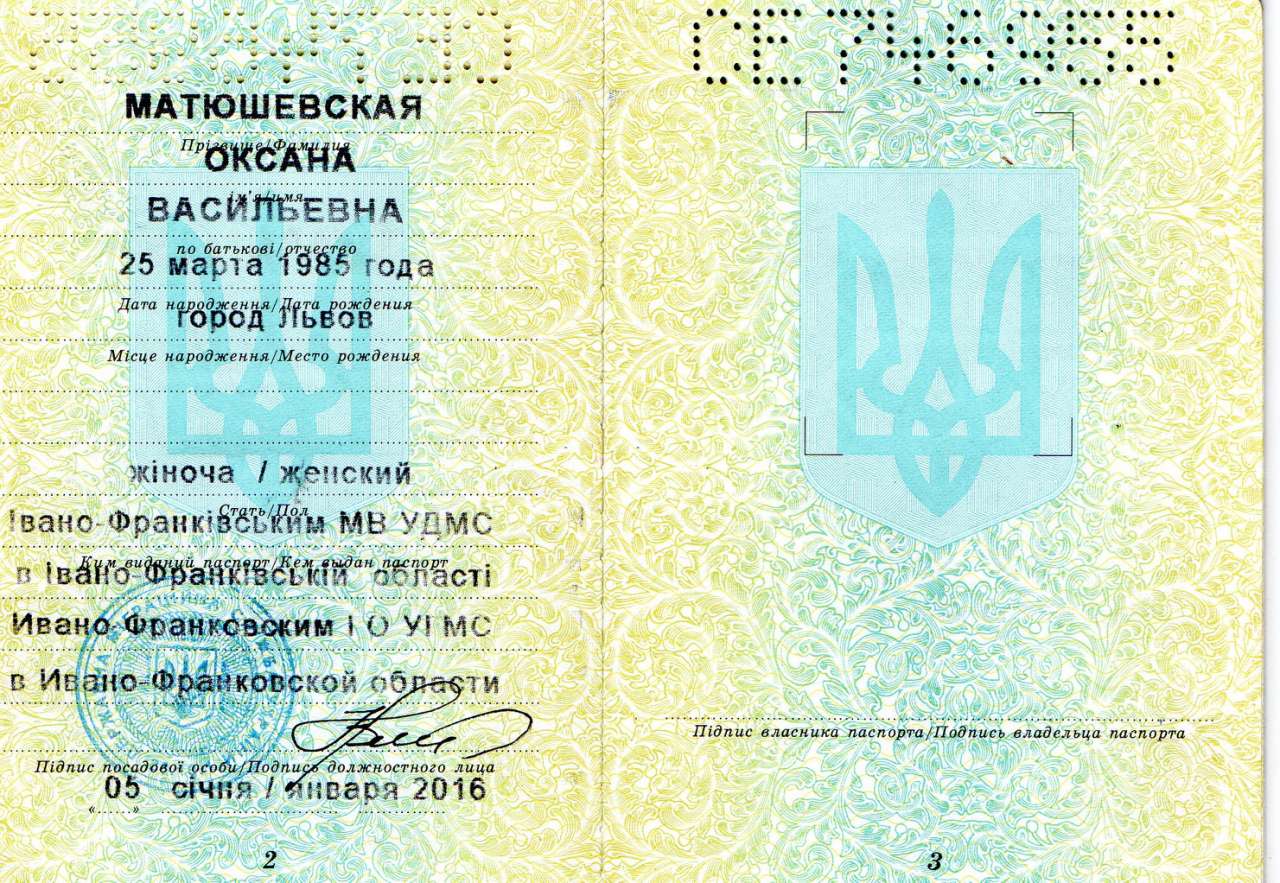 МАТЮШЕВСКАЯ
Прізвище/Фамилия
ОКСАНА
ім'я/имя
ВАСИЛЬЕВНА
по батькові/отчество
25 марта 1985 года
Дата народження/Дата рождения
город Львов
Місце народження/Место рождения
жіноча / женский
Стать/Пол
Івано-Франківським МВ УДМС
Ким виданий паспорт/Кем выдан паспорт
в Івано-Франківській області
Ивано-Франковским ГО УГМС
в Ивано-Франковской области
Підпис посадової особи/Подпись должностного лица
05 січня / января 2016
2
СЕ 746955
Підпис власника паспорта/Подпись владельца паспорта
3